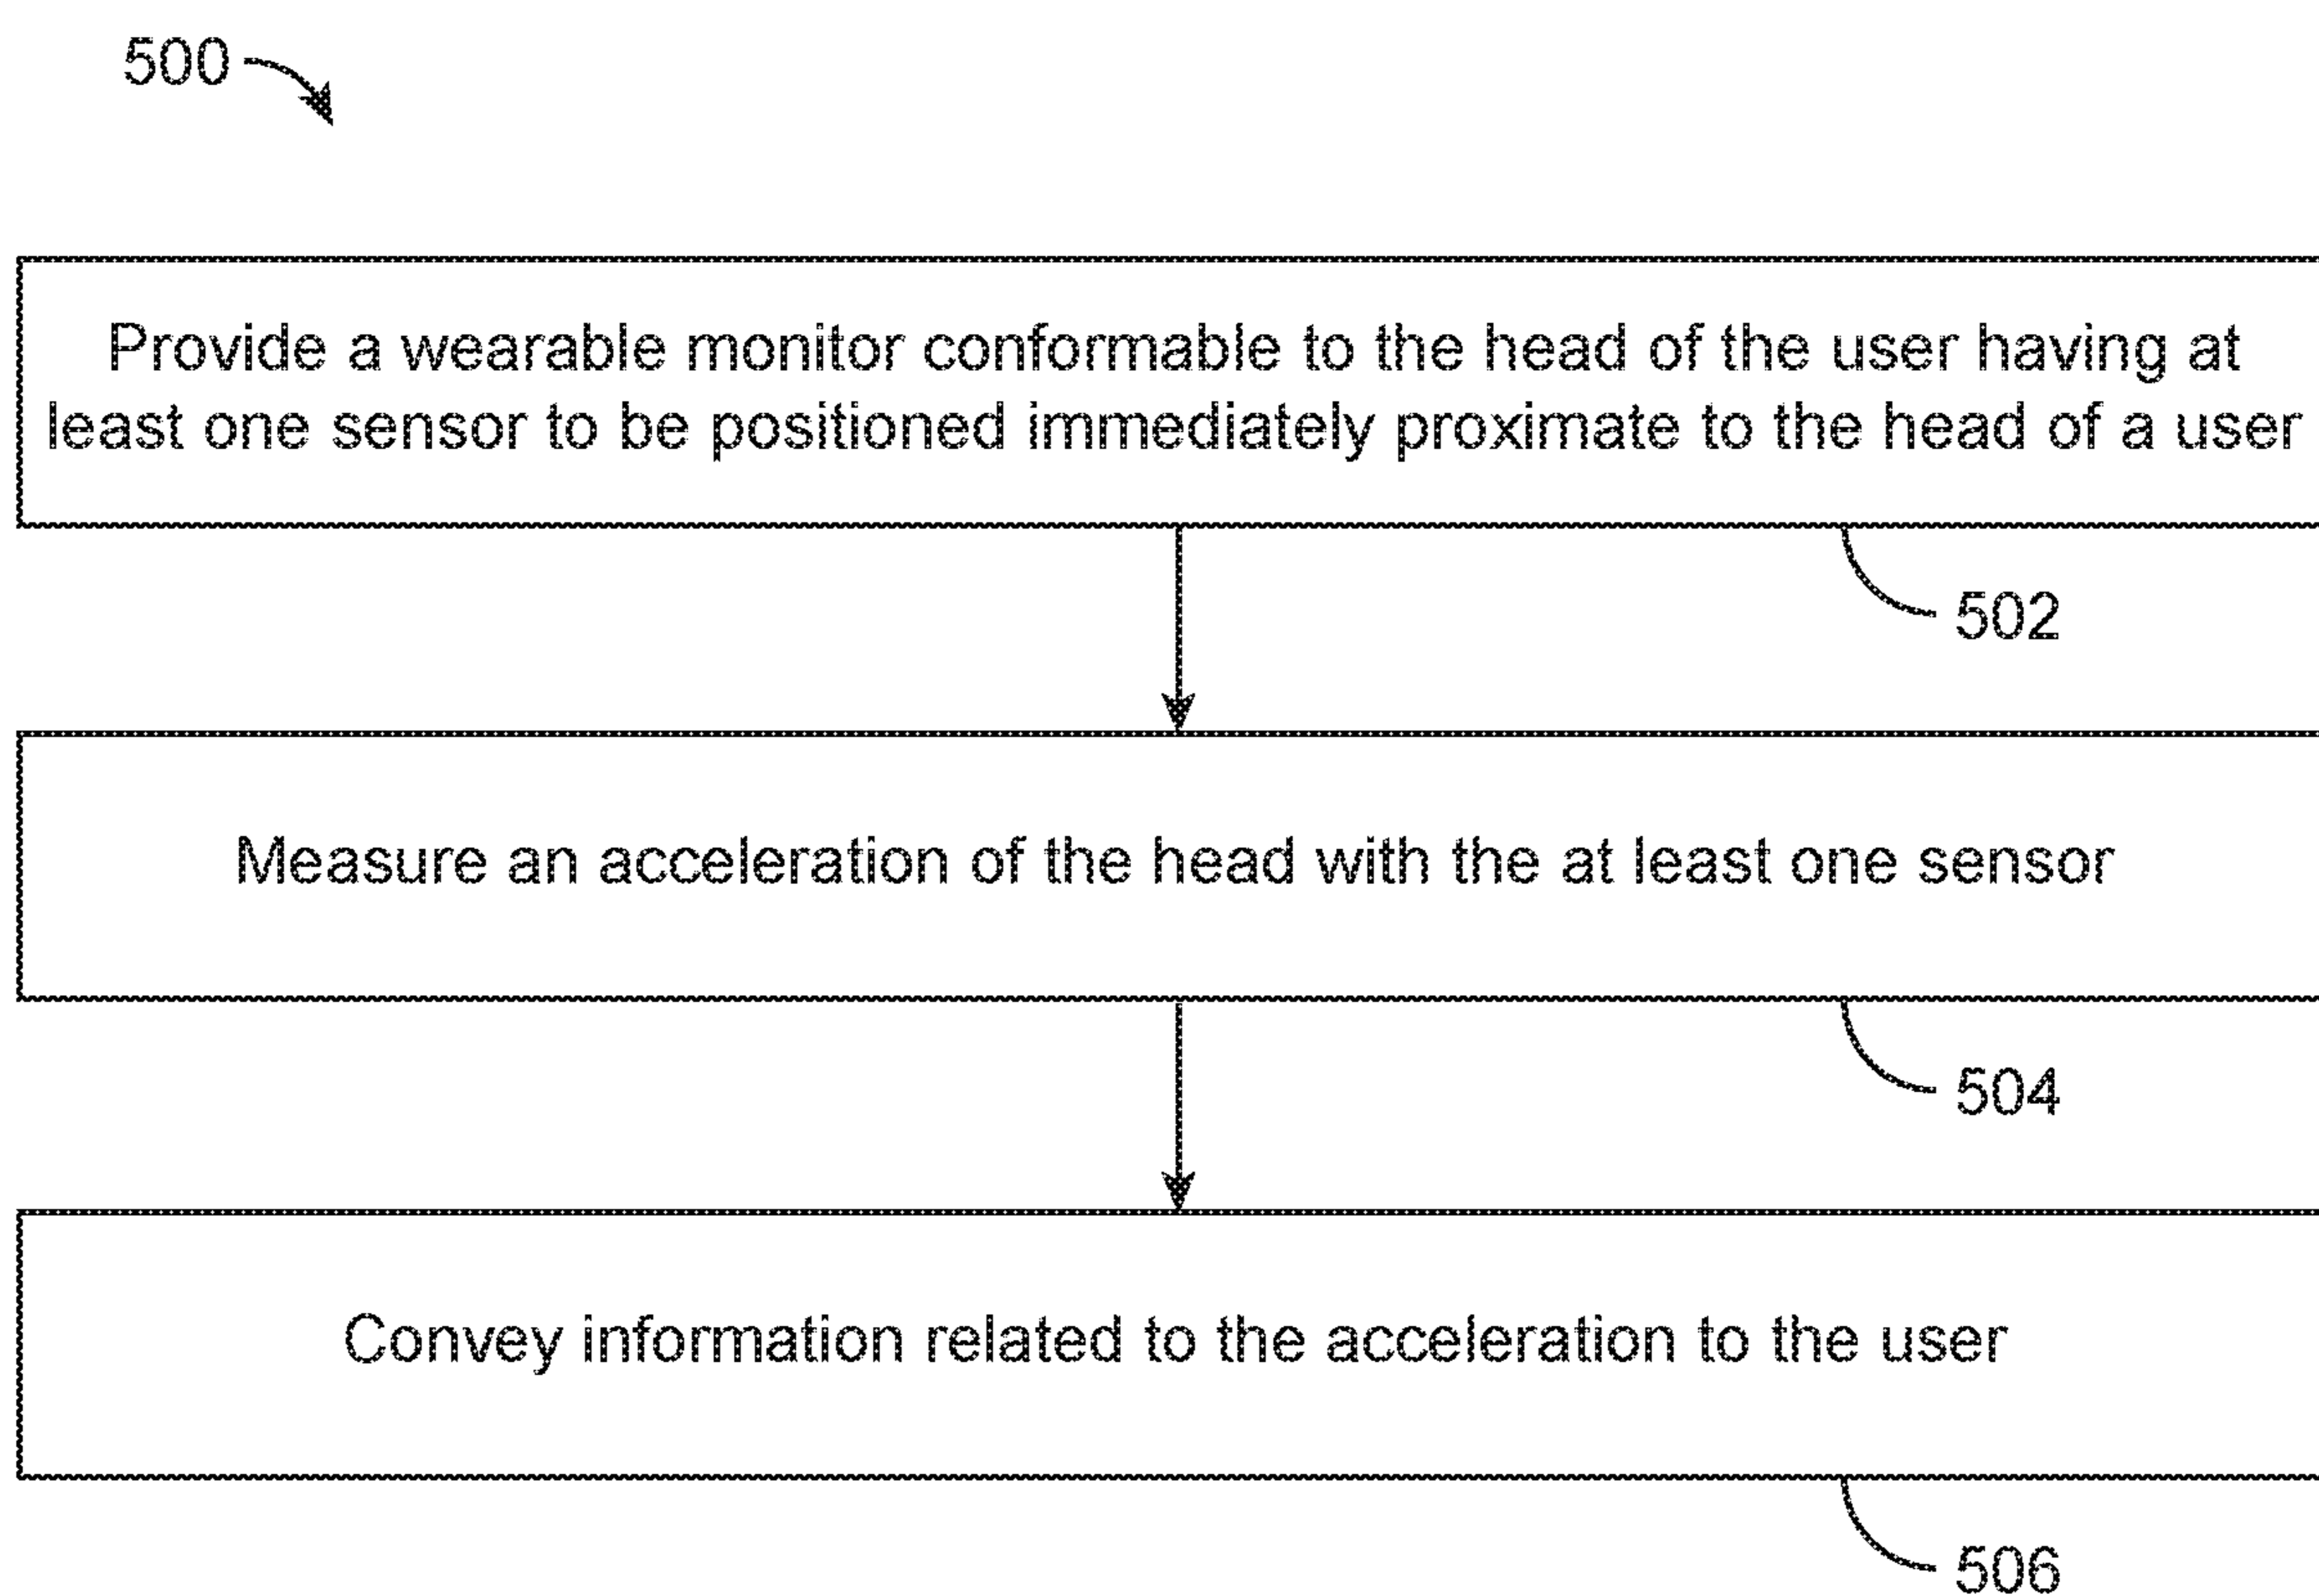 500
Provide a wearable monitor conformable to the head of the user having at
least one sensor to be positioned immediately proximate to the head of a user
502
Measure an acceleration of the head with the at least one sensor
504
Convey information related to the acceleration to the user
506